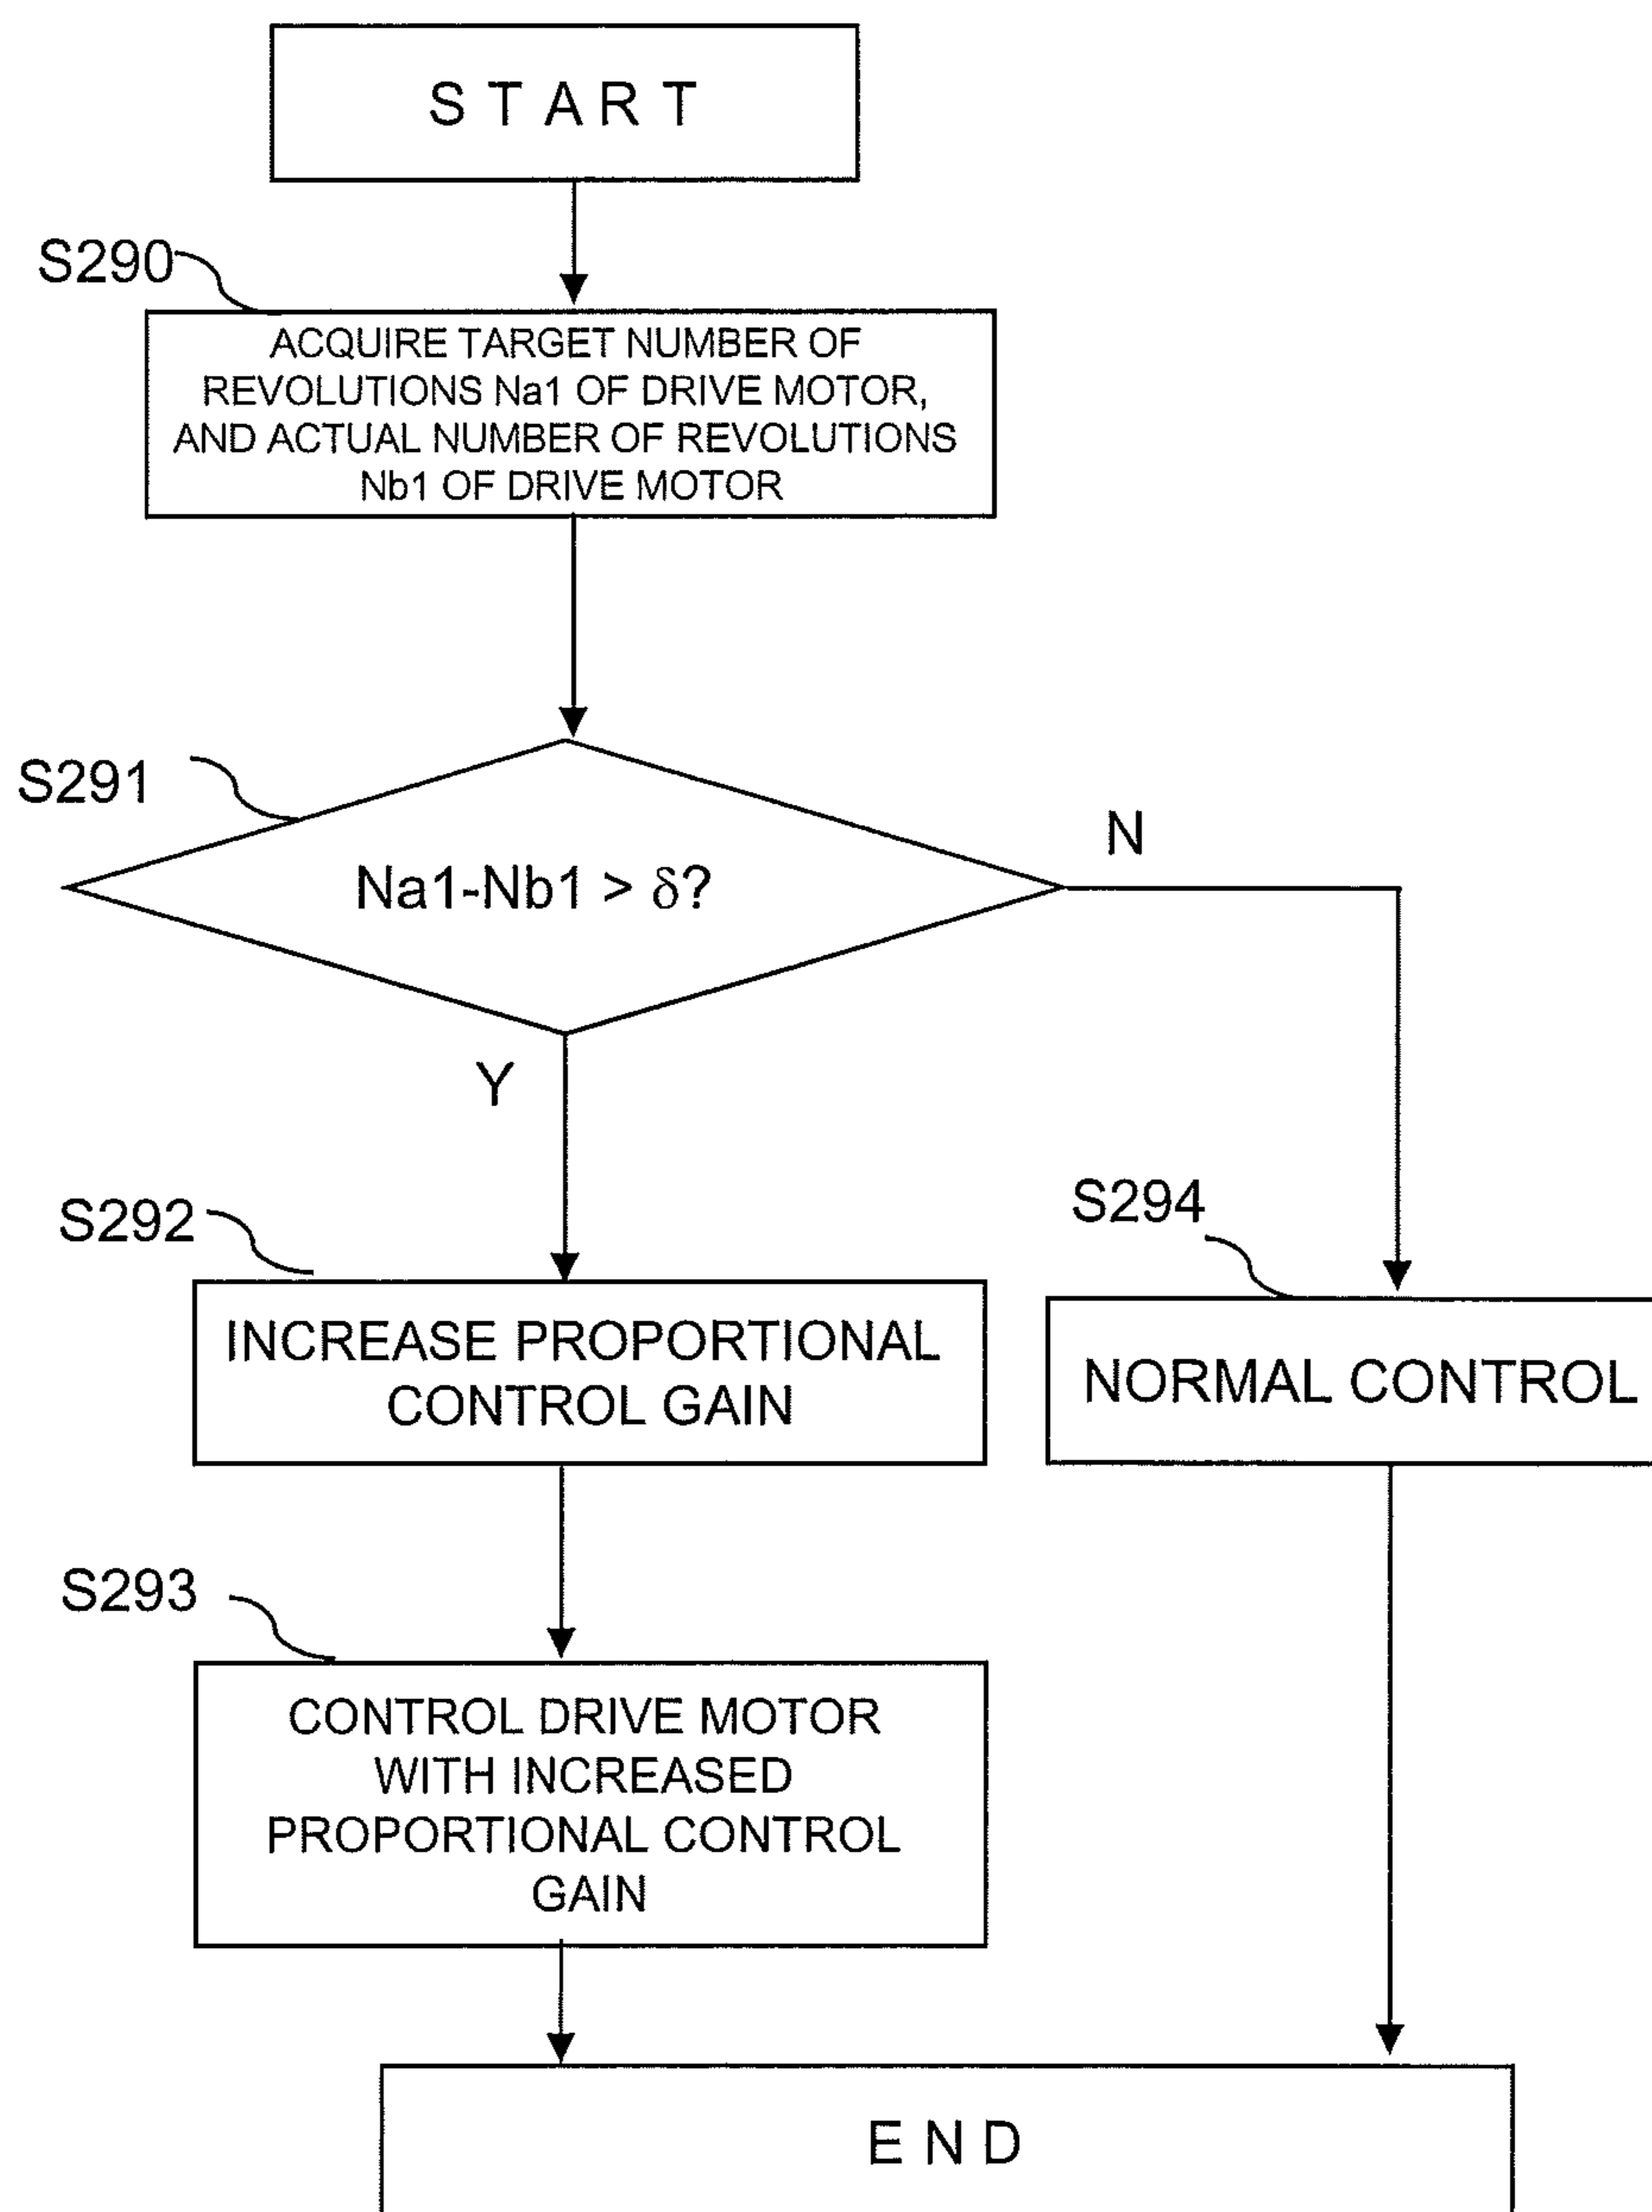 START
S290
ACQUIRE TARGET NUMBER OF
REVOLUTIONS Na1 OF DRIVE MOTOR,
AND ACTUAL NUMBER OF REVOLUTIONS
Nb1 OF DRIVE MOTOR
S291
Na1-Nb1 > δ?
N
Y
S292
INCREASE PROPORTIONAL
CONTROL GAIN
S294
NORMAL CONTROL
S293
CONTROL DRIVE MOTOR
WITH INCREASED
PROPORTIONAL CONTROL
GAIN
END